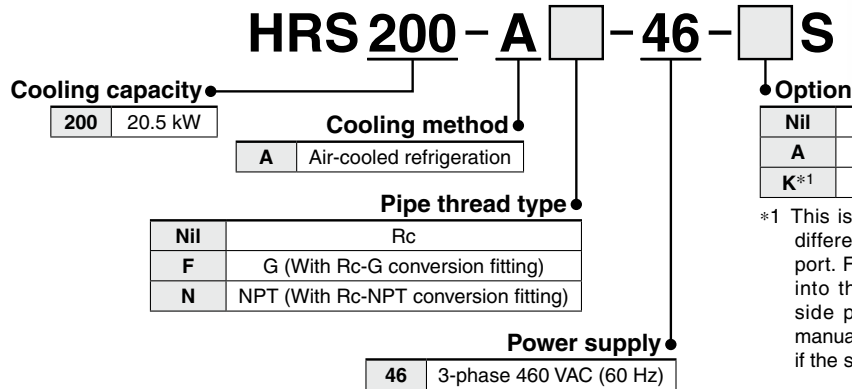 HRS 200 - A - 46 - S
Cooling capacity
200 20.5 kW
Cooling method
A Air-cooled refrigeration
Pipe thread type
Nil Rc
F G (With Rc-G conversion fitting)
N NPT (With Rc-NPT conversion fitting)
Power supply
46 3-phase 460 VAC (60 Hz)
Option
Nil
A
K*1
*1 This is
differe
port. F
into th
side p
manua
if the s